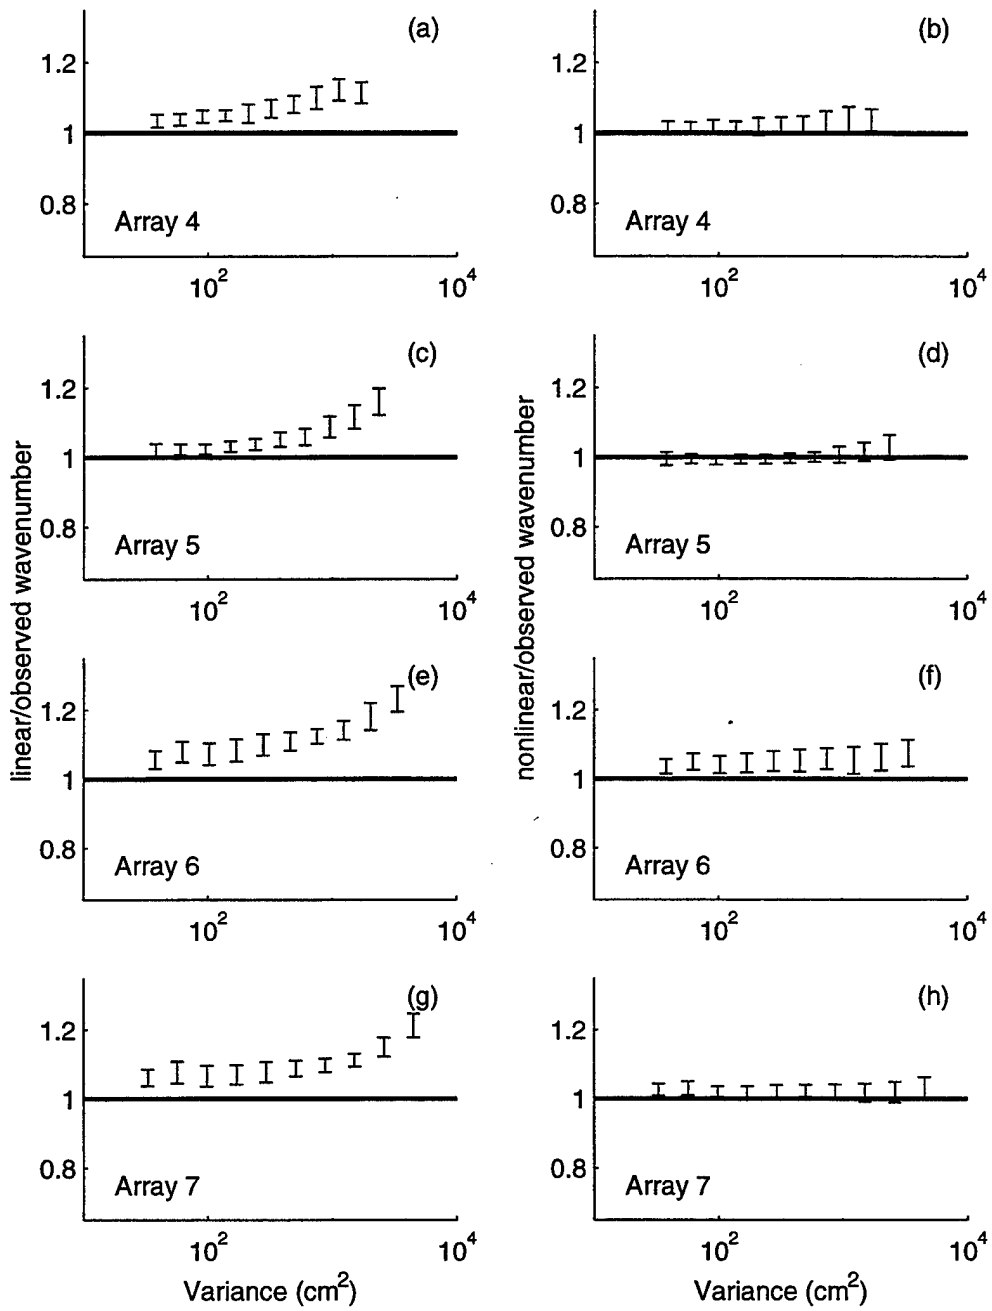 (a)
1.2
1
0.8
Array 4
10^2
10^4
(b)
1.2
1
0.8
Array 4
10^2
10^4
(c)
1.2
1
0.8
Array 5
10^2
10^4
(d)
1.2
1
0.8
Array 5
10^2
10^4
linear/observed wavenumber
nonlinear/observed wavenumber
(e)
1.2
1
0.8
Array 6
10^2
10^4
(f)
1.2
1
0.8
Array 6
10^2
10^4
(g)
1.2
1
0.8
Array 7
10^2
10^4
Variance (cm^2)
(h)
1.2
1
0.8
Array 7
10^2
10^4
Variance (cm^2)